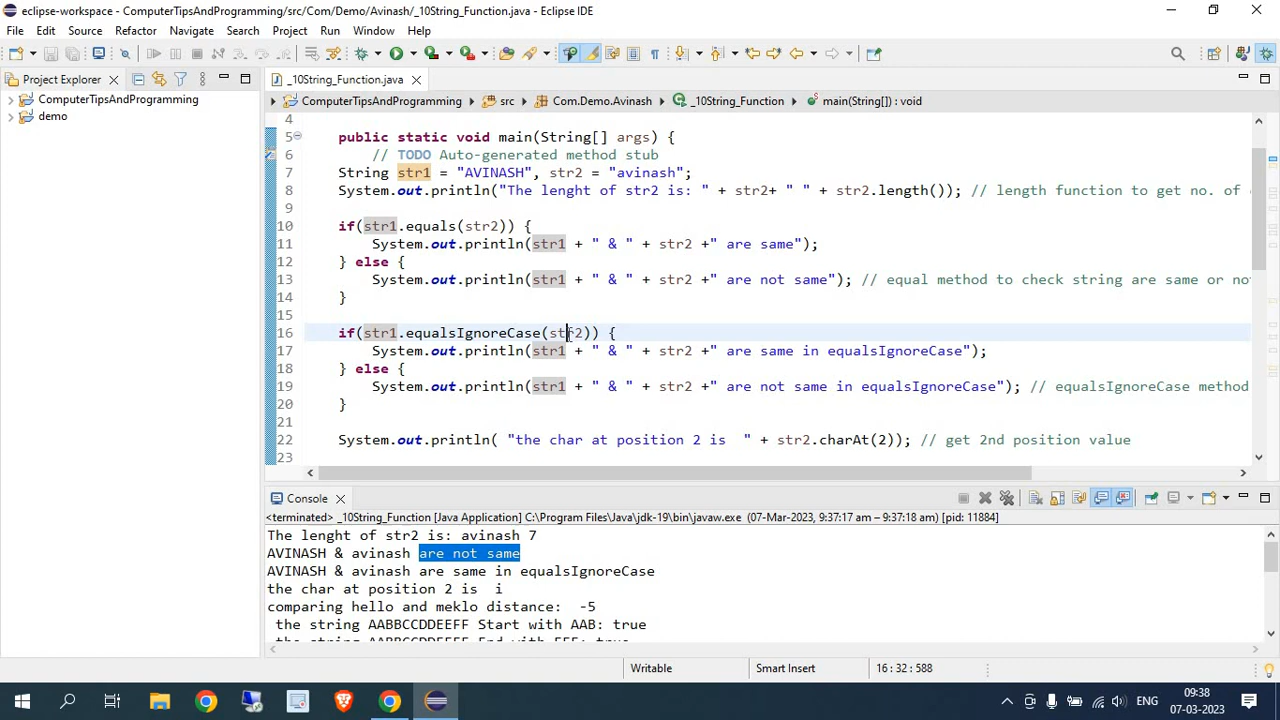 eclipse-workspace - ComputerTipsAndProgramming/src/Com/Demo/Avinash/_10String_Function.java - Eclipse IDE
File Edit Source Refactor Navigate Search Project Run Window Help
Project Explorer
_10String_Function.java
ComputerTipsAndProgramming
demo
ComputerTipsAndProgramming src Com.Demo.Avinash _10String_Function main(String[]) : void
4
5 public static void main(String[] args) {
6 // TODO Auto-generated method stub
7 String str1 = "AVINASH", str2 = "avinash";
8 System.out.println("The lenght of str2 is: " + str2+ " " + str2.length()); // length function to get no. of
9
10 if(str1.equals(str2)) {
11 System.out.println(str1 + " & " + str2 +" are same");
12 } else {
13 System.out.println(str1 + " & " + str2 +" are not same"); // equal method to check string are same or
14 }
15
16 if(str1.equalsIgnoreCase(str2)) {
17 System.out.println(str1 + " & " + str2 +" are same in equalsIgnoreCase");
18 } else {
19 System.out.println(str1 + " & " + str2 +" are not same in equalsIgnoreCase"); // equalsIgnoreCase method
20 }
21
22 System.out.println( "the char at position 2 is  " + str2.charAt(2)); // get 2nd position value
23
Console
<terminated> _10String_Function [Java Application] C:\Program Files\Java\jdk-19\bin\javaw.exe (07-Mar-2023, 9:37:17 am – 9:37:18 am) [pid: 11884]
The lenght of str2 is: avinash 7
AVINASH & avinash are not same
AVINASH & avinash are same in equalsIgnoreCase
the char at position 2 is  i
comparing hello and meklo distance:  -5
the string AABBCCDDEEFF Start with AAB: true
the string AABBCCDDEEFF End with EFF: true
Writable Smart Insert 16 : 32 : 588
ENG
09:38
07-03-2023